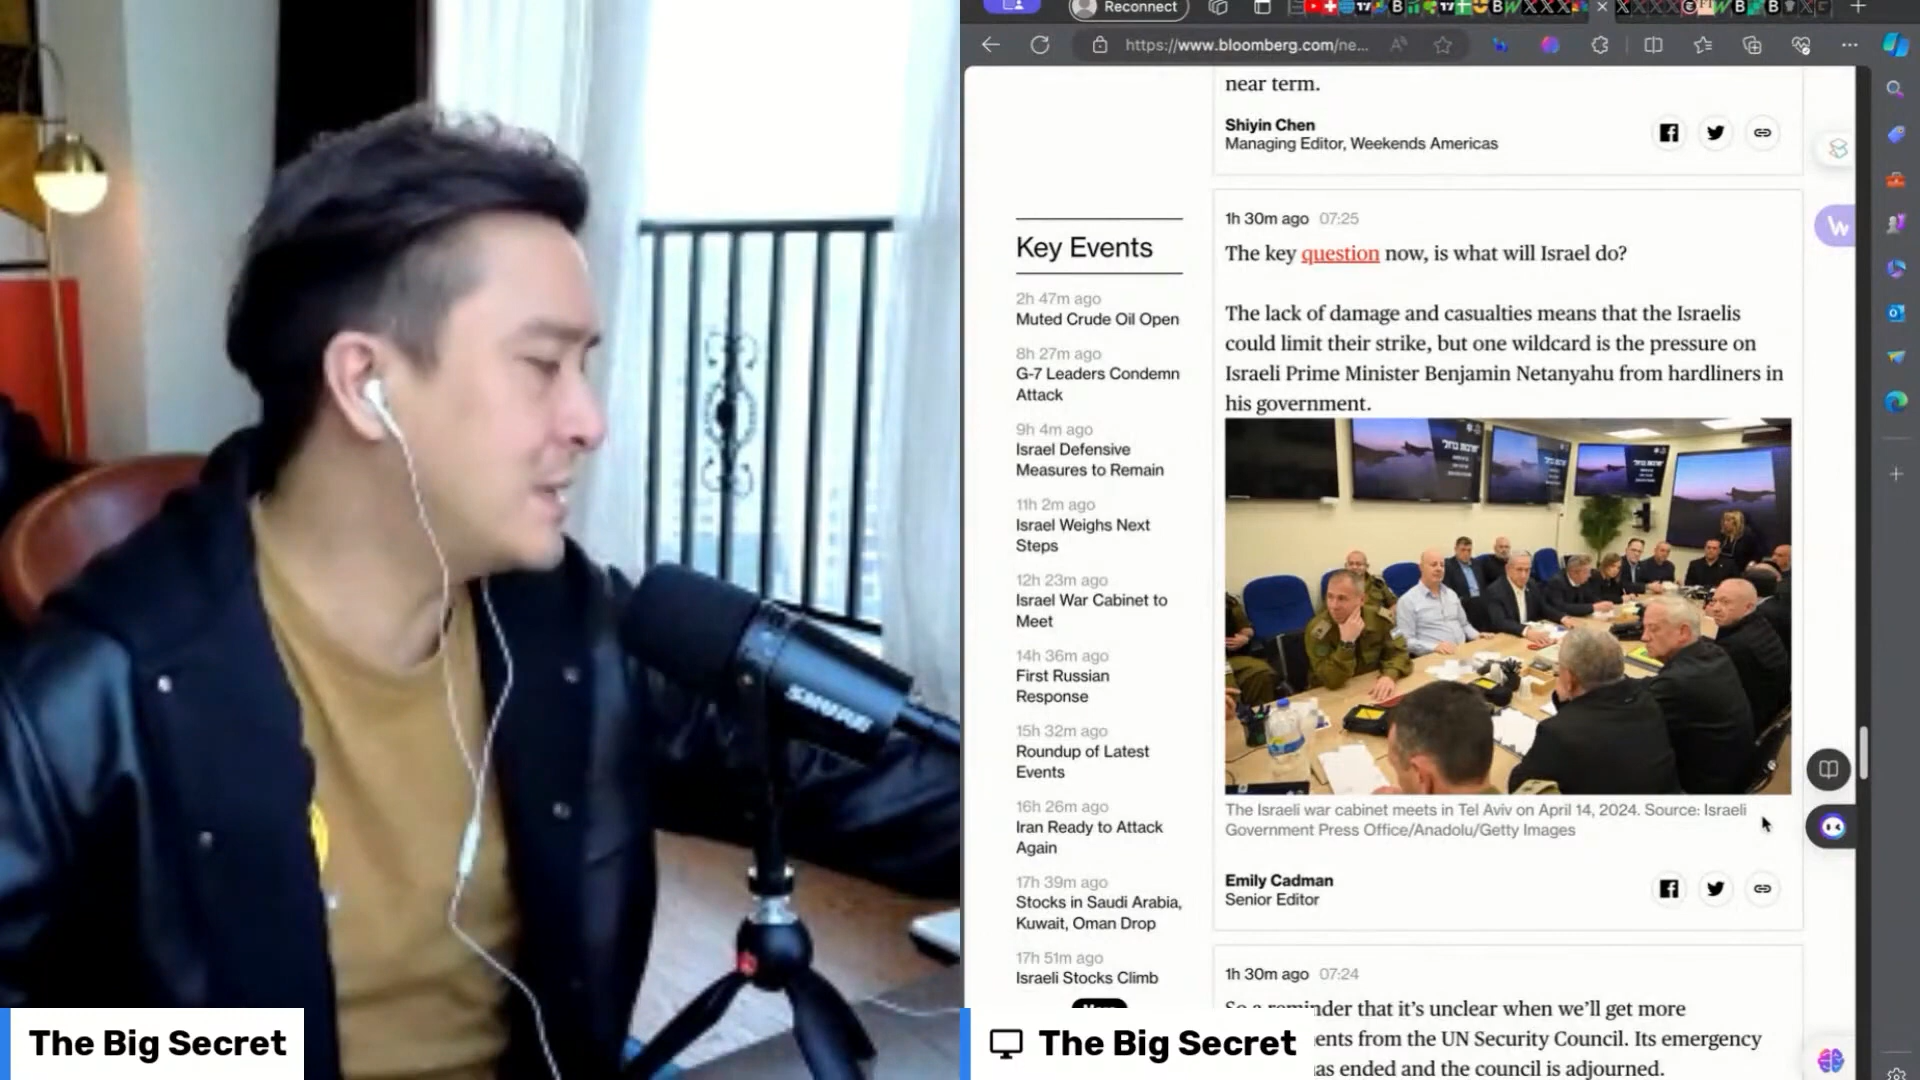 Reconnect
https://www.bloomberg.com/ne...
near term.
Shiyin Chen
Managing Editor, Weekends Americas
Key Events
2h 47m ago
Muted Crude Oil Open
8h 27m ago
G-7 Leaders Condemn
Attack
9h 4m ago
Israel Defensive
Measures to Remain
11h 2m ago
Israel Weighs Next
Steps
12h 23m ago
Israel War Cabinet to
Meet
14h 36m ago
First Russian
Response
15h 32m ago
Roundup of Latest
Events
16h 26m ago
Iran Ready to Attack
Again
17h 39m ago
Stocks in Saudi Arabia,
Kuwait, Oman Drop
17h 51m ago
Israeli Stocks Climb
More
1h 30m ago 07:25
The key question now, is what will Israel do?
The lack of damage and casualties means that the Israelis
could limit their strike, but one wildcard is the pressure on
Israeli Prime Minister Benjamin Netanyahu from hardliners in
his government.
The Israeli war cabinet meets in Tel Aviv on April 14, 2024. Source: Israeli
Government Press Office/Anadolu/Getty Images
Emily Cadman
Senior Editor
1h 30m ago 07:24
So a reminder that it's unclear when we'll get more
ents from the UN Security Council. Its emergency
as ended and the council is adjourned.
SHURE
The Big Secret
The Big Secret